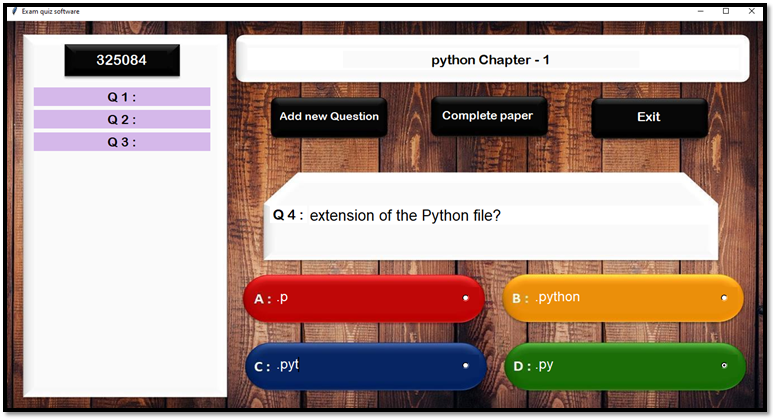 Exam quiz software
325084
python Chapter - 1
Q 1 :
Q 2 :
Q 3 :
Add new Question
Complete paper
Exit
Q 4 : extension of the Python file?
A : .p
B : .python
C : .pyt
D : .py